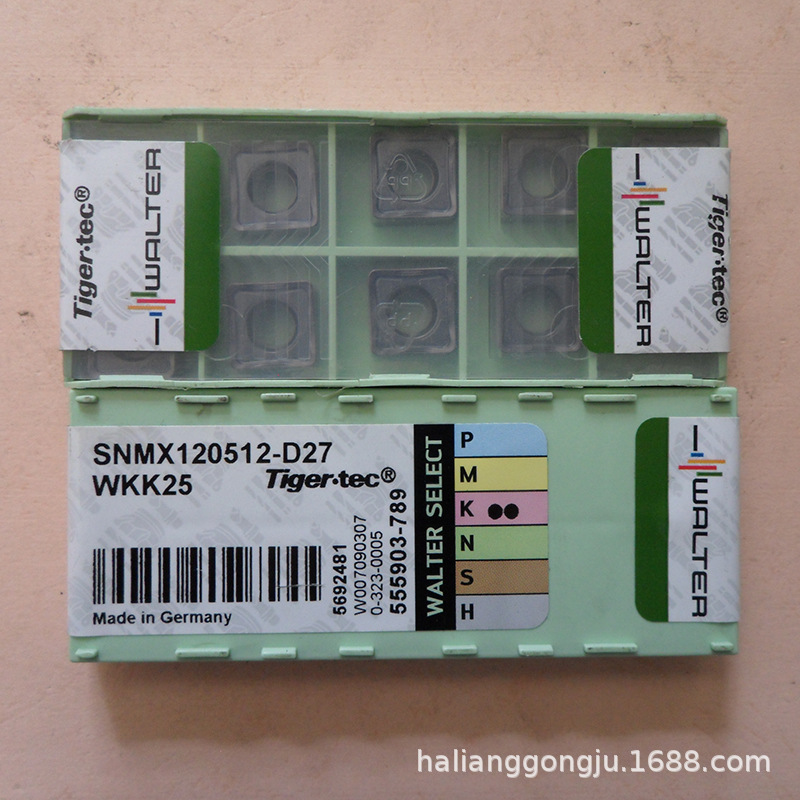 Tiger·tec®
WALTER
WALTER
Tiger·tec®
SNMX120512-D27
WKK25
Tiger·tec®
Made in Germany
5692481
W007090307
0-323-0005
555903-789
WALTER SELECT
P
M
K
N
S
H
WALTER
haliangongju.1688.com